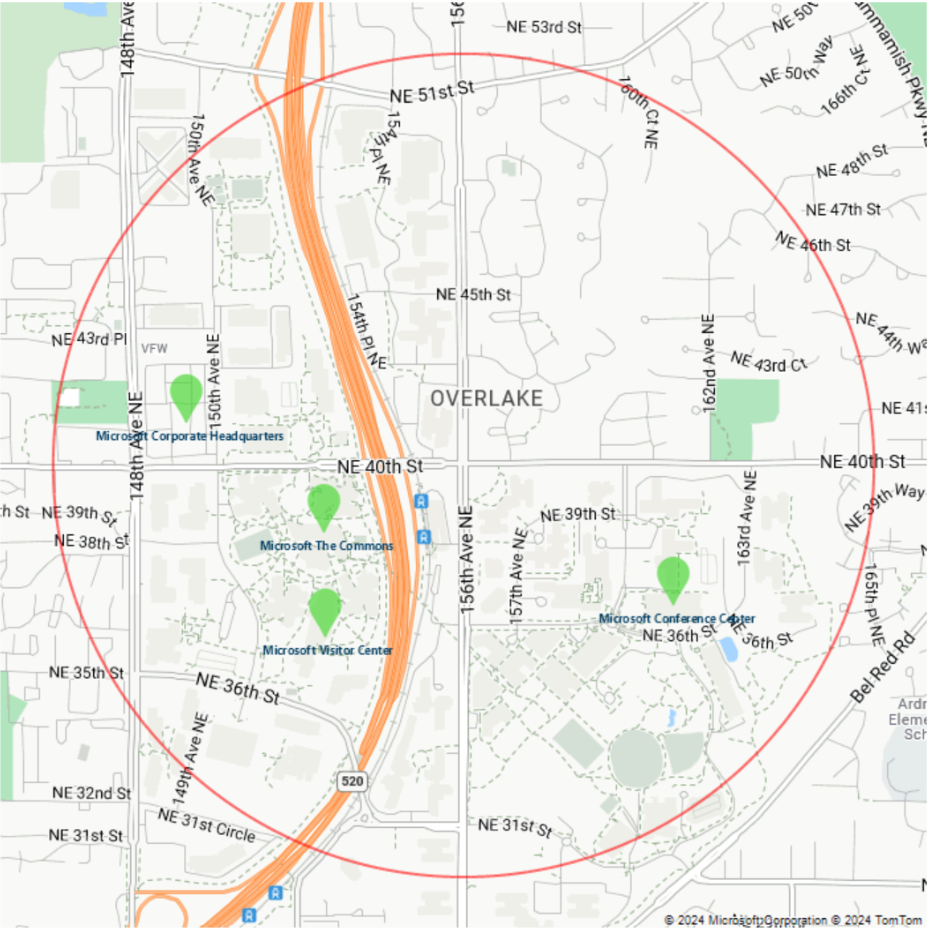 148th Ave
156
NE 53rd St
NE 50th Way
166th Ct NE
NE 51st St
160th Ct NE
150th Ave NE
154th Pl NE
NE 48th St
NE 47th St
NE 46th St
NE 45th St
154th Pl NE
NE 43rd Pl
VFW
150th Ave NE
162nd Ave NE
NE 43rd Ct
NE 44th Wa
OVERLAKE
148th Ave NE
NE 41s
Microsoft Corporate Headquarters
NE 40th St
NE 40th St
th St
NE 39th St
NE 38th St
NE 39th St
NE 39th Way
163rd Ave NE
Microsoft The Commons
156th Ave NE
157th Ave NE
165th Pl NE
Microsoft Conference Center
NE 36th St
NE 36th St
Microsoft Visitor Center
NE 35th St
NE 36th St
Bel Red Rd
Ardm
Eleme
Sch
149th Ave NE
520
NE 32nd St
NE 31st Circle
NE 31st St
NE 31st St
© 2024 Microsoft Corporation © 2024 TomTom